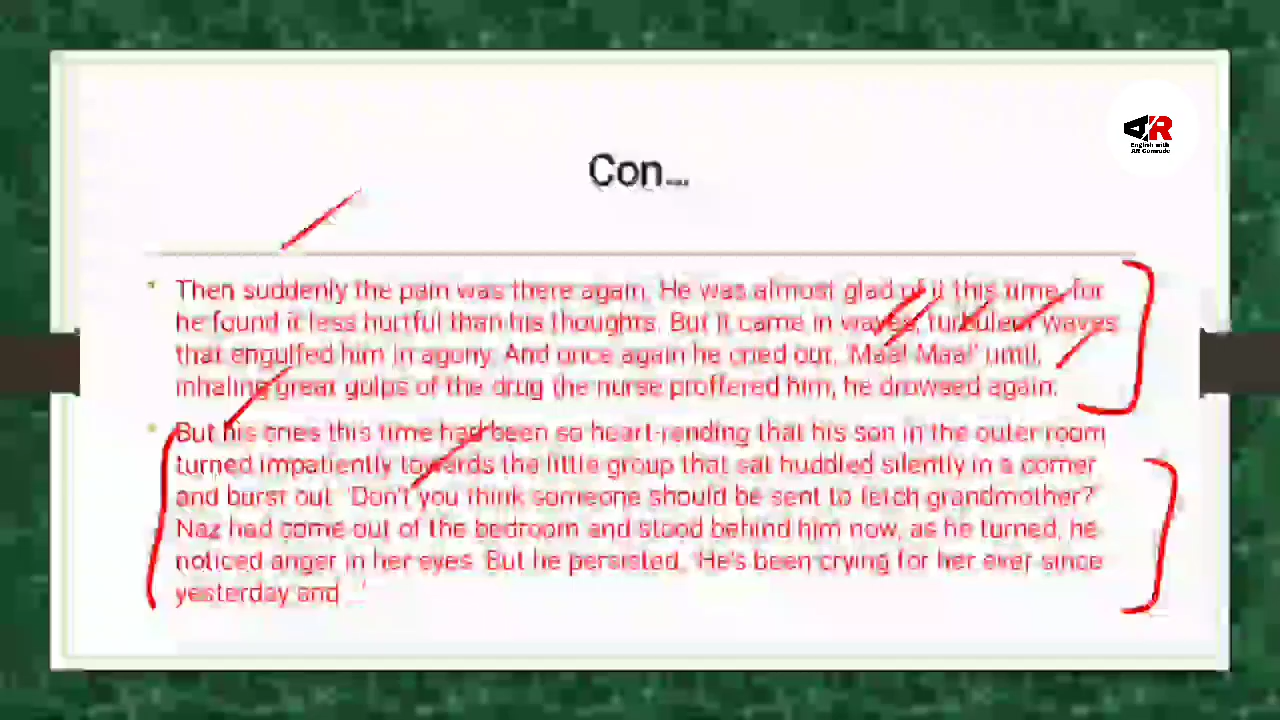 AR
English with
AR Comrade
Con...
Then suddenly the pain was there again. He was almost glad of it this time, for
he found it less hurtful than his thoughts. But it came in waves, turbulent waves
that engulfed him in agony. And once again he cried out, 'Maa! Maa!' until,
inhaling great gulps of the drug the nurse proffered him, he drowsed again.
But his cries this time had been so heart-rending that his son in the outer room
turned impatiently towards the little group that sat huddled silently in a corner
and burst out 'Don't you think someone should be sent to fetch grandmother?'
Naz had come out of the bedroom and stood behind him now, as he turned, he
noticed anger in her eyes. But he persisted, 'He's been crying for her ever since
yesterday and...'